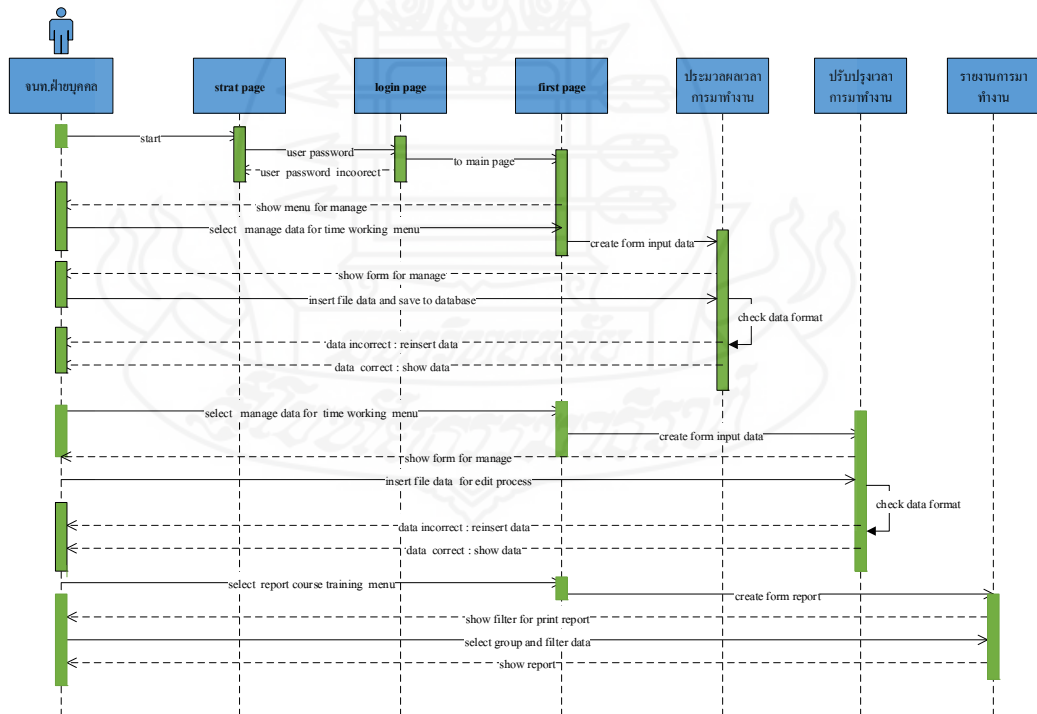 จนท.ฝ่ายบุคคล
strat page
login page
first page
ประมวลผลเวลา
การมาทำงาน
ปรับปรุงเวลา
การมาทำงาน
รายงานการมา
ทำงาน
start
user password
to main page
user password incoorect
show menu for manage
select manage data for time working menu
create form input data
show form for manage
insert file data and save to database
check data format
data incorrect : reinsert data
data correct : show data
select manage data for time working menu
create form input data
show form for manage
insert file data for edit process
check data format
data incorrect : reinsert data
data correct : show data
select report course training menu
create form report
show filter for print report
select group and filter data
show report